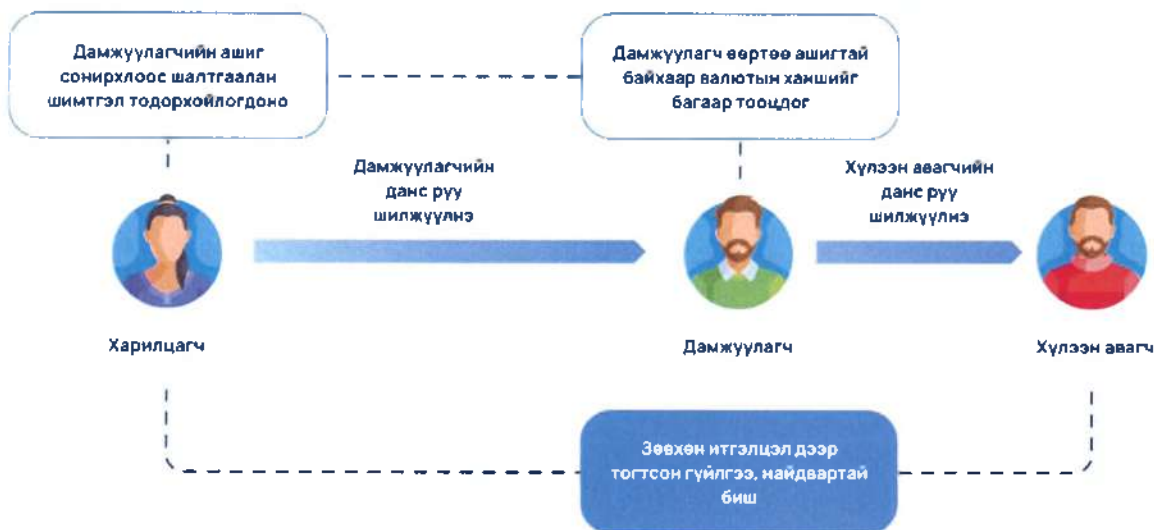 Дамжуулагчийн ашиг
сонирхлоос шалтгаалан
шимтгэл тодорхойлогдоно
Дамжуулагч өөртөө ашигтай
байхаар валютын ханшийг
багаар тооцдог
Дамжуулагчийн
данс руу
шилжүүлнэ
Хүлээн авагчийн
данс руу
шилжүүлнэ
Харилцагч
Дамжуулагч
Хүлээн авагч
Зөвхөн итгэлцэл дээр
тогтсон гүйлгээ, найдвартай
биш